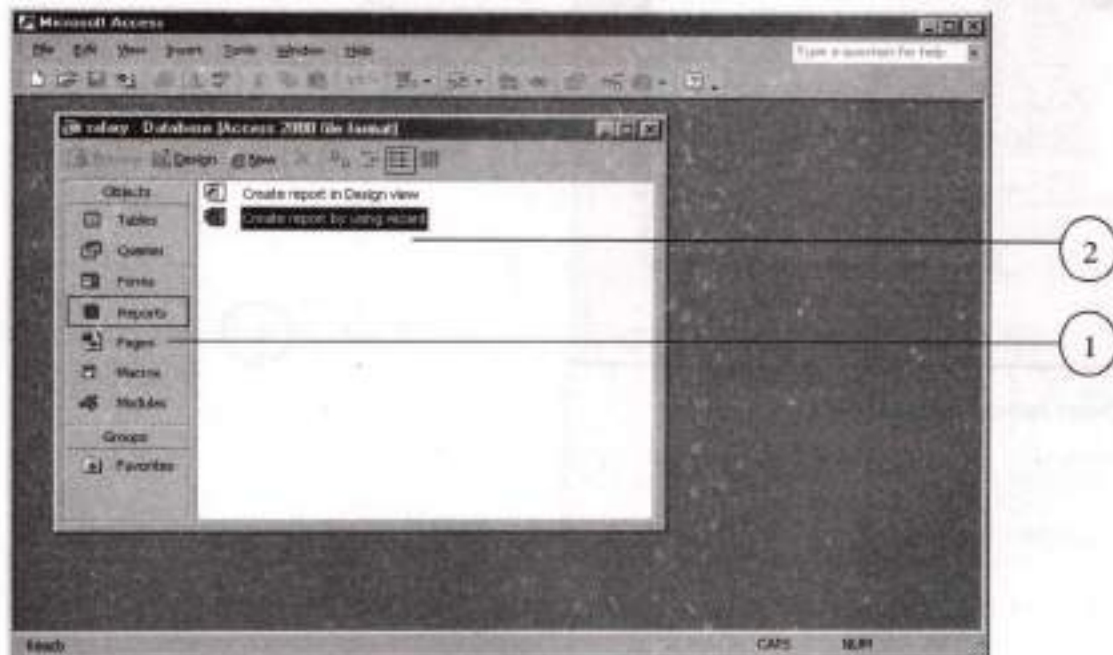 Microsoft Access
File Edit View Insert Tools Window Help
Type a question for help
salary : Database (Access 2000 file format)
Preview Design New
Objects
Create report in Design view
Create report by using wizard
Tables
Queries
Forms
Reports
Pages
Macros
Modules
Groups
Favorites
2
1
Ready
CAPS NUM